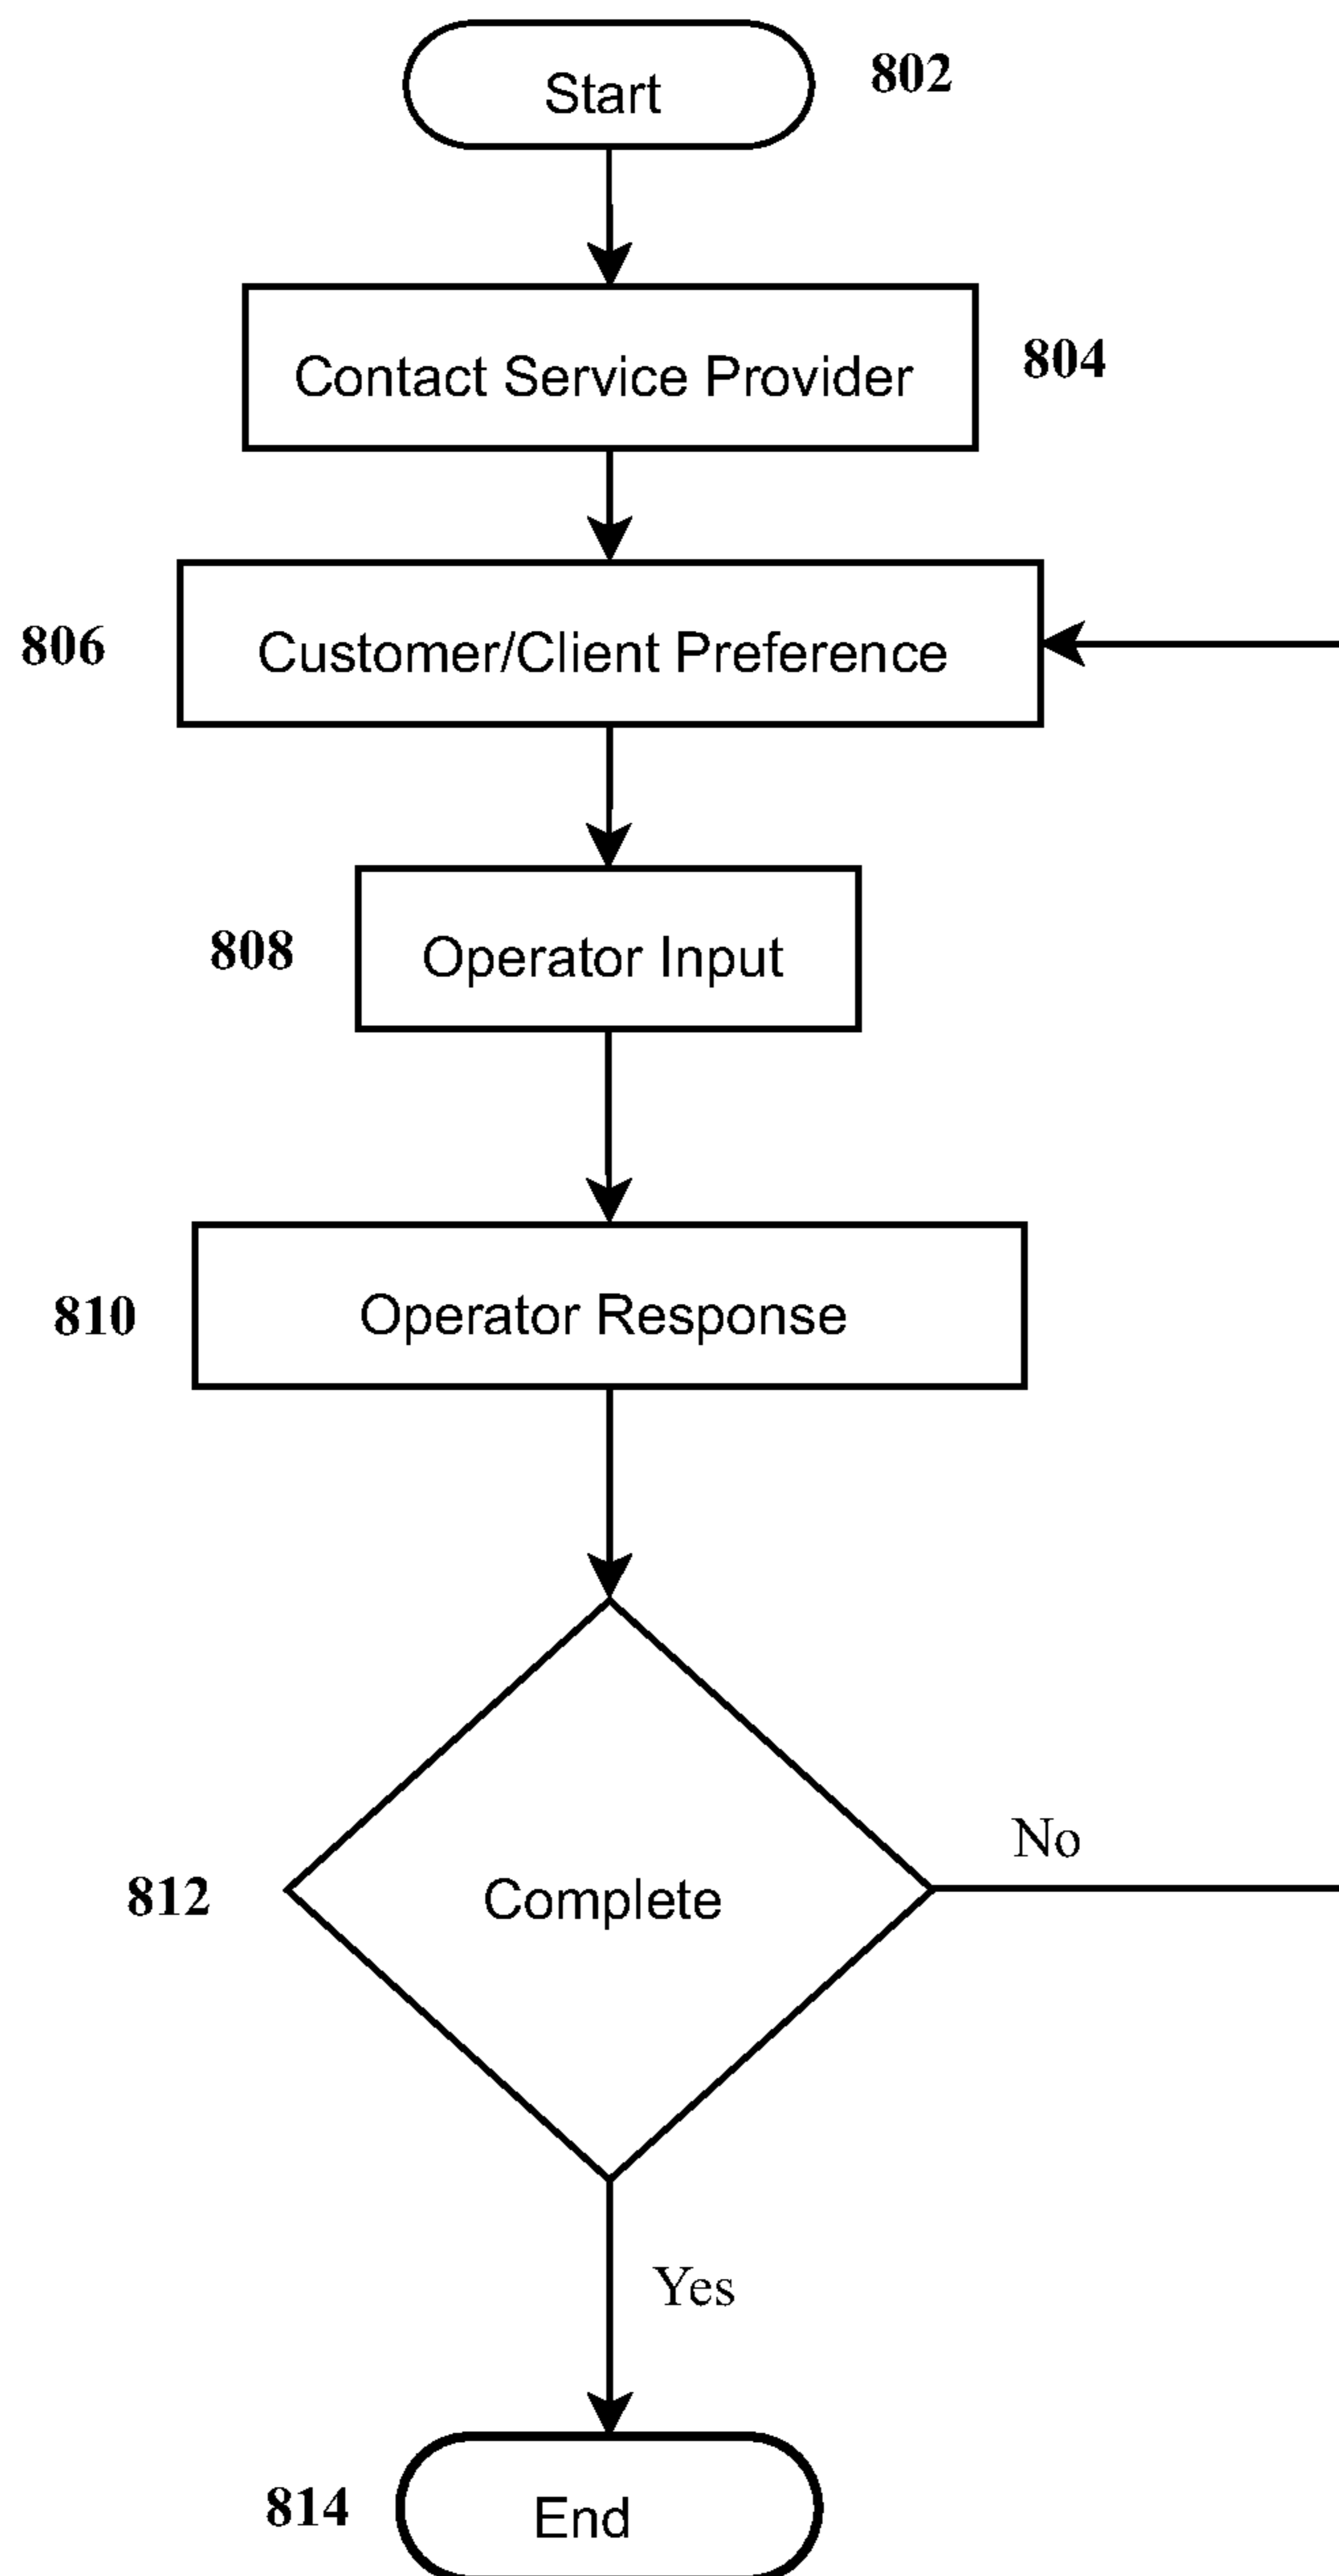 Start
802
Contact Service Provider
804
806
Customer/Client Preference
808
Operator Input
810
Operator Response
812
Complete
No
Yes
814
End